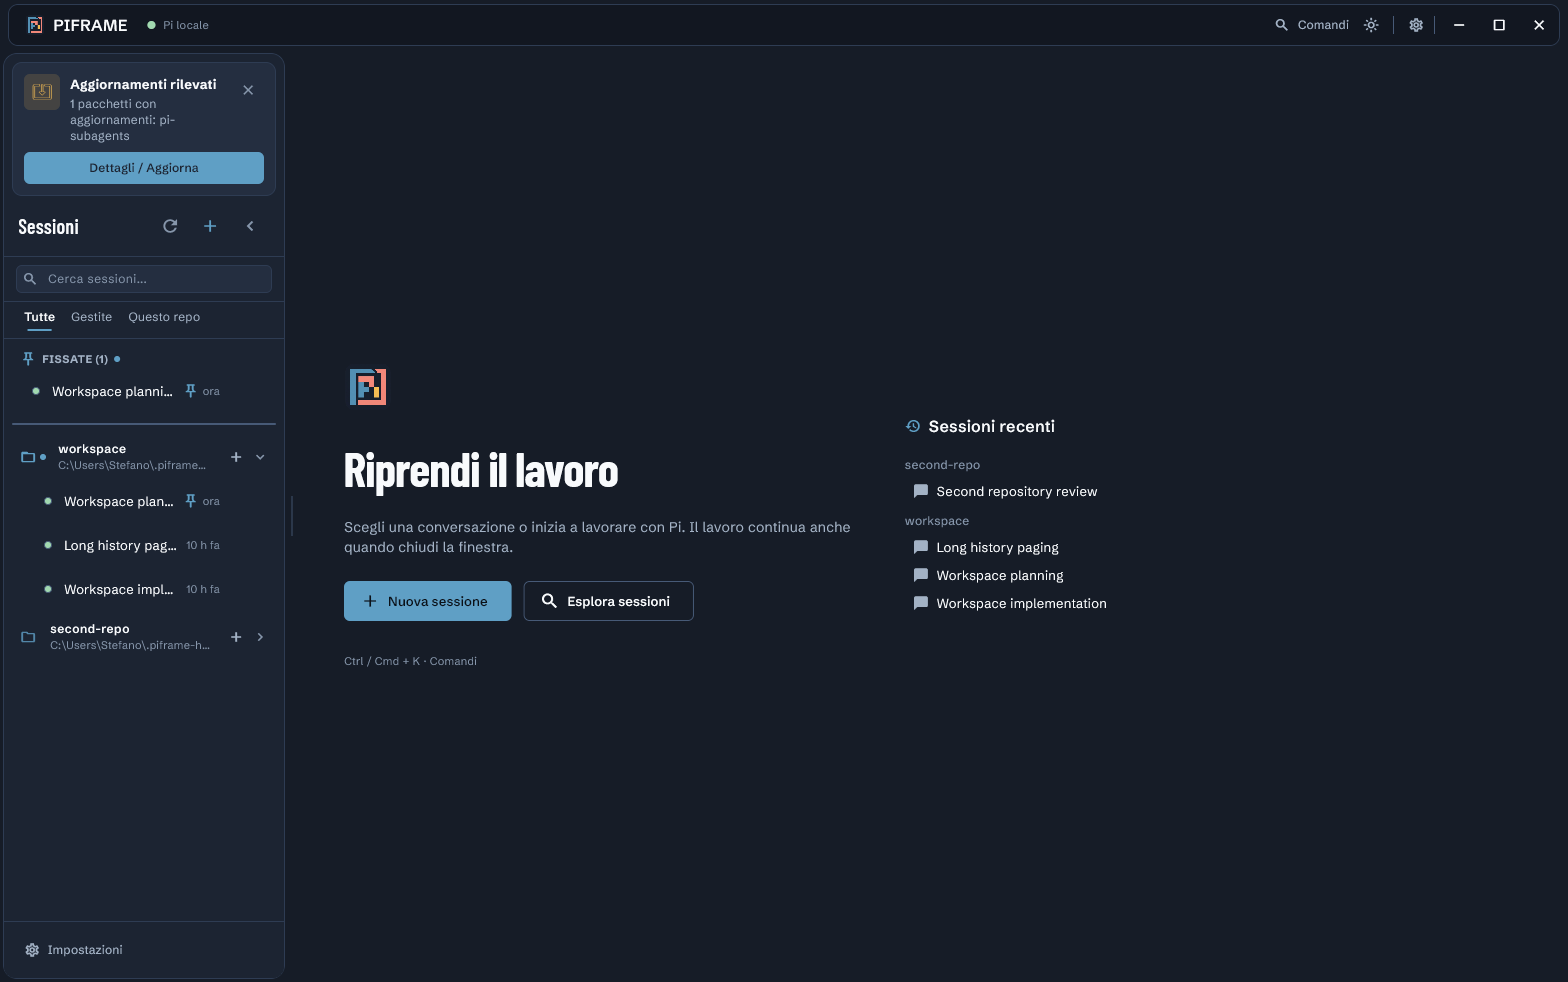 PIFRAME
Pi locale
Comandi
Aggiornamenti rilevati
1 pacchetti con
aggiornamenti: pi-
subagents
Dettagli / Aggiorna
Sessioni
Cerca sessioni...
Tutte
Gestite
Questo repo
FISSATE (1)
Workspace planni...
ora
workspace
C:\Users\Stefano\.piframe...
Workspace plan...
ora
Long history pag...
10 h fa
Workspace impl...
10 h fa
second-repo
C:\Users\Stefano\.piframe-h...
Impostazioni
Riprendi il lavoro
Scegli una conversazione o inizia a lavorare con Pi. Il lavoro continua anche
quando chiudi la finestra.
Nuova sessione
Esplora sessioni
Ctrl / Cmd + K · Comandi
Sessioni recenti
second-repo
Second repository review
workspace
Long history paging
Workspace planning
Workspace implementation